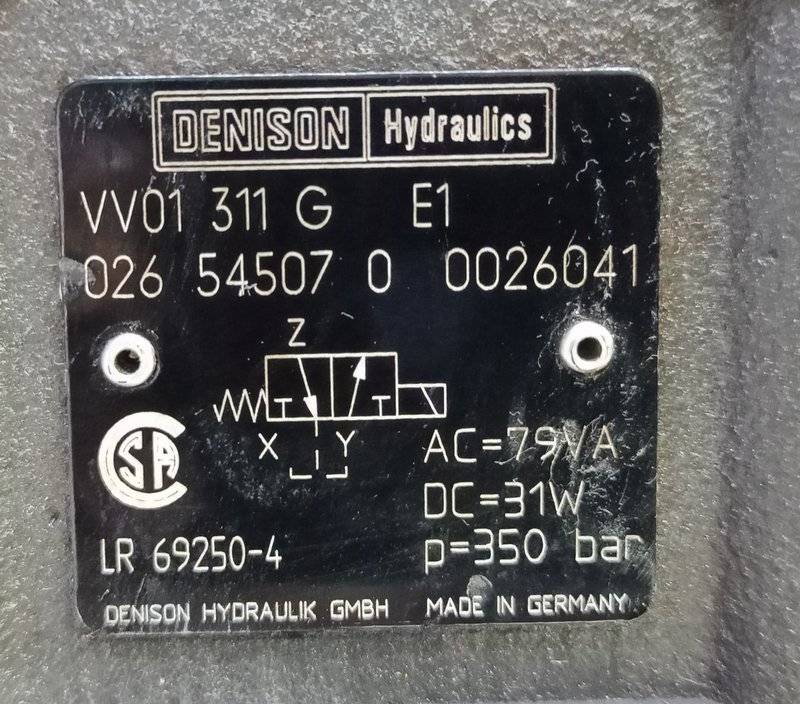 DENISON Hydraulics
VV01 311 G E1
026 54507 0 0026041
Z
X Y
AC=79VA
CSA
DC=31W
LR 69250-4
p=350 bar
DENISON HYDRAULIK GMBH MADE IN GERMANY